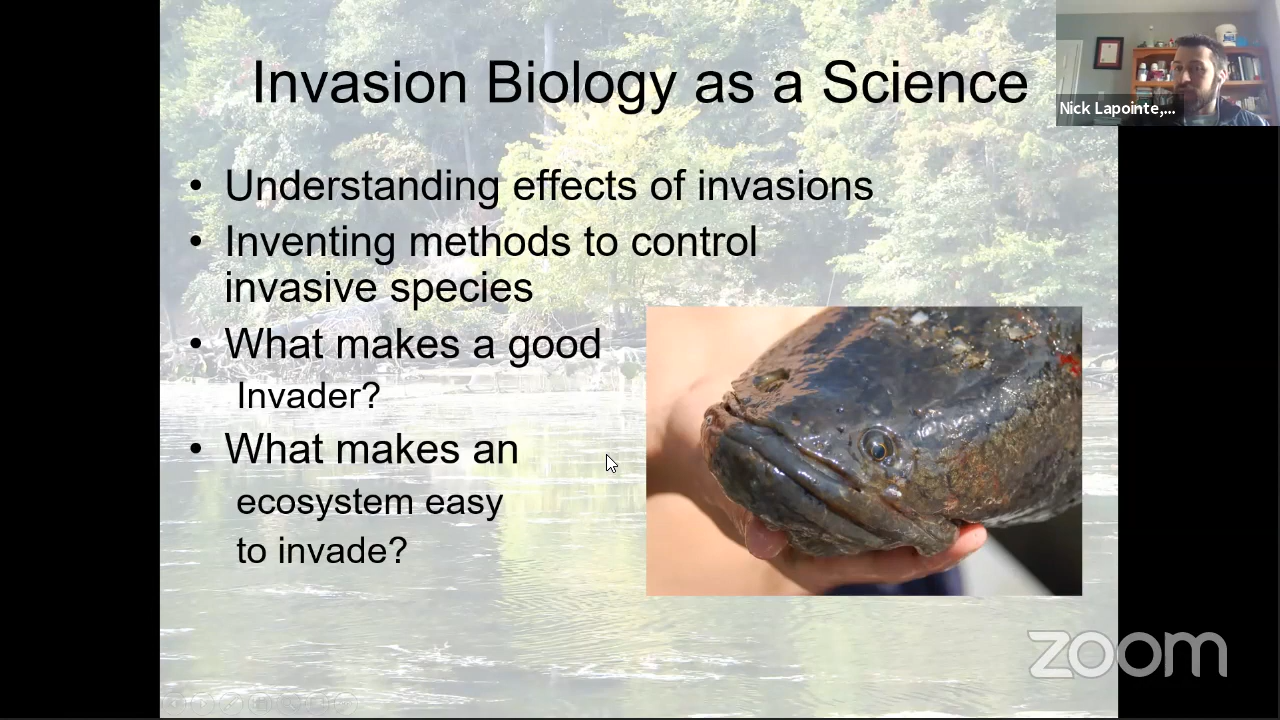 Invasion Biology as a Science
Nick Lapointe,...
• Understanding effects of invasions
• Inventing methods to control
invasive species
• What makes a good
Invader?
• What makes an
ecosystem easy
to invade?
zoom